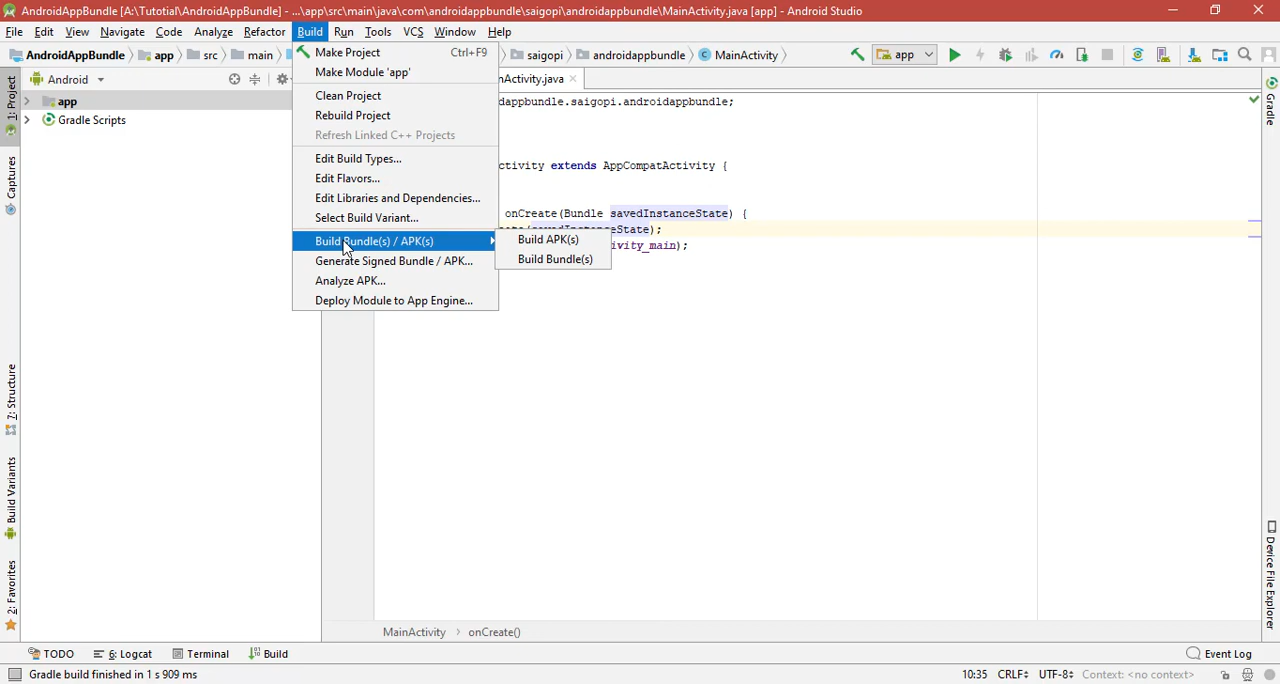 AndroidAppBundle [A:\Tutotial\AndroidAppBundle] - ...\app\src\main\java\com\androidappbundle\saigopi\androidappbundle\MainActivity.java [app] - Android Studio
File Edit View Navigate Code Analyze Refactor Build Run Tools VCS Window Help
AndroidAppBundle app src main saigopi androidappbundle MainActivity app
Android
nActivity.java
app
Gradle Scripts
1: Project
Captures
7: Structure
Build Variants
2: Favorites
Make Project Ctrl+F9
Make Module 'app'
Clean Project
Rebuild Project
Refresh Linked C++ Projects
Edit Build Types...
Edit Flavors...
Edit Libraries and Dependencies...
Select Build Variant...
Build Bundle(s) / APK(s)
Generate Signed Bundle / APK...
Analyze APK...
Deploy Module to App Engine...
Build APK(s)
Build Bundle(s)
dappbundle.saigopi.androidappbundle;
ctivity extends AppCompatActivity {
onCreate(Bundle savedInstanceState) {
savedInstanceState);
ivity_main);
Gradle
Device File Explorer
MainActivity › onCreate()
TODO 6: Logcat Terminal Build Event Log
Gradle build finished in 1 s 909 ms 10:35 CRLF UTF-8 Context: <no context>